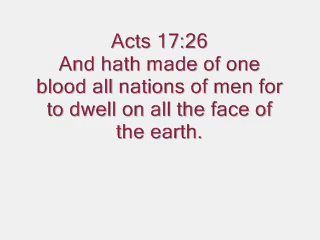 Acts 17:26
And hath made of one
blood all nations of men for
to dwell on all the face of
the earth.